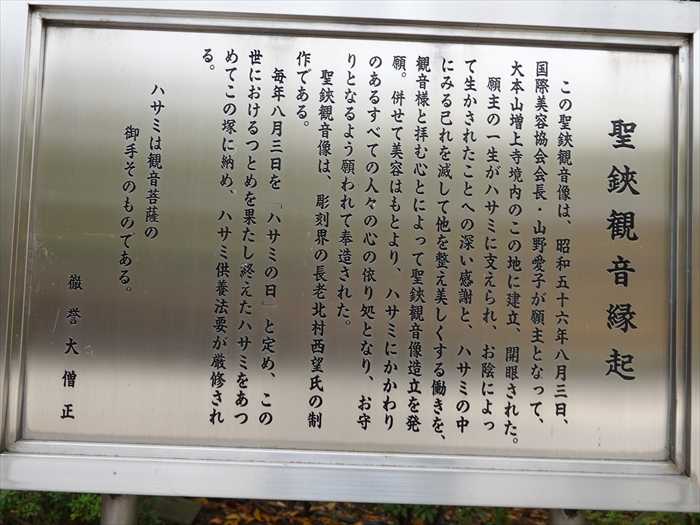 聖鋏観音縁起
この聖鋏観音像は、昭和五十六年八月三日、
国際美容協会会長・山野愛子が願主となって、
大本山増上寺境内のこの地に建立、開眼された。
願主の一生がハサミに支えられ、お陰によっ
て生かされたことへの深い感謝と、ハサミの中
にみる己れを滅して他を整え美しくする働きを、
観音様と拝む心とによって聖鋏観音像造立を発
願。併せて美容はもとより、ハサミにかかわり
のあるすべての人々の心の依り処となり、お守
りとなるよう願われて奉造された。
聖鋏観音像は、彫刻界の長老北村西望氏の制
作である。
毎年八月三日を「ハサミの日」と定め、この
世におけるつとめを果たし終えたハサミをあつ
めてこの塚に納め、ハサミ供養法要が厳修され
る。
ハサミは観音菩薩の
御手そのものてある。
厳誉大僧正